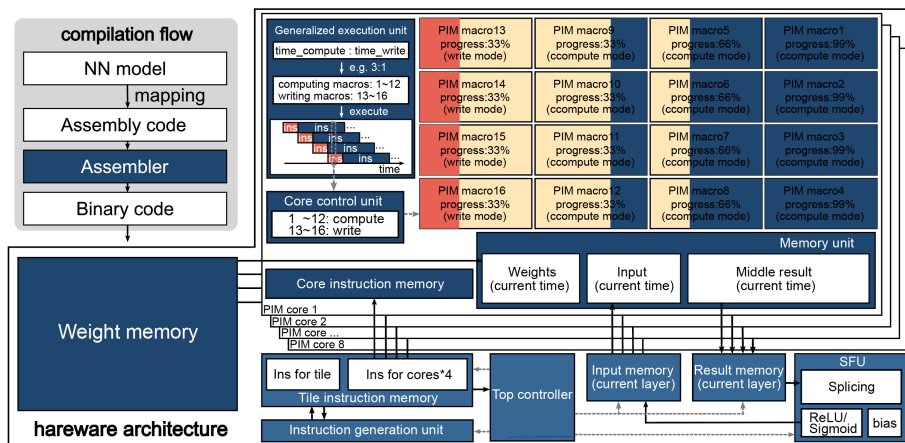 compilation flow
NN model
mapping
Assembly code
Assembler
Binary code
Generalized execution unit
time_compute : time_write
e.g. 3:1
computing macros: 1~12
writing macros: 13~16
execute
ins ins ...
ins ins ...
ins ins ...
ins ins ...
time
Core control unit
1 ~12: compute
13~16: write
PIM macro13
progress:33%
(write mode)
PIM macro9
progress:33%
(ccompute mode)
PIM macro5
progress:66%
(ccompute mode)
PIM macro1
progress:99%
(ccompute mode)
PIM macro14
progress:33%
(write mode)
PIM macro10
progress:33%
(ccompute mode)
PIM macro6
progress:66%
(ccompute mode)
PIM macro2
progress:99%
(ccompute mode)
PIM macro15
progress:33%
(write mode)
PIM macro11
progress:33%
(ccompute mode)
PIM macro7
progress:66%
(ccompute mode)
PIM macro3
progress:99%
(ccompute mode)
PIM macro16
progress:33%
(write mode)
PIM macro12
progress:33%
(ccompute mode)
PIM macro8
progress:66%
(ccompute mode)
PIM macro4
progress:99%
(ccompute mode)
Memory unit
Weights
(current time)
Input
(current time)
Middle result
(current time)
Core instruction memory
Weight memory
PIM core 1
PIM core 2
PIM core ...
PIM core 8
Ins for tile
Ins for cores*4
Tile instruction memory
Instruction generation unit
Top controller
Input memory
(current layer)
Result memory
(current layer)
SFU
Splicing
ReLU/
Sigmoid
bias
hareware architecture